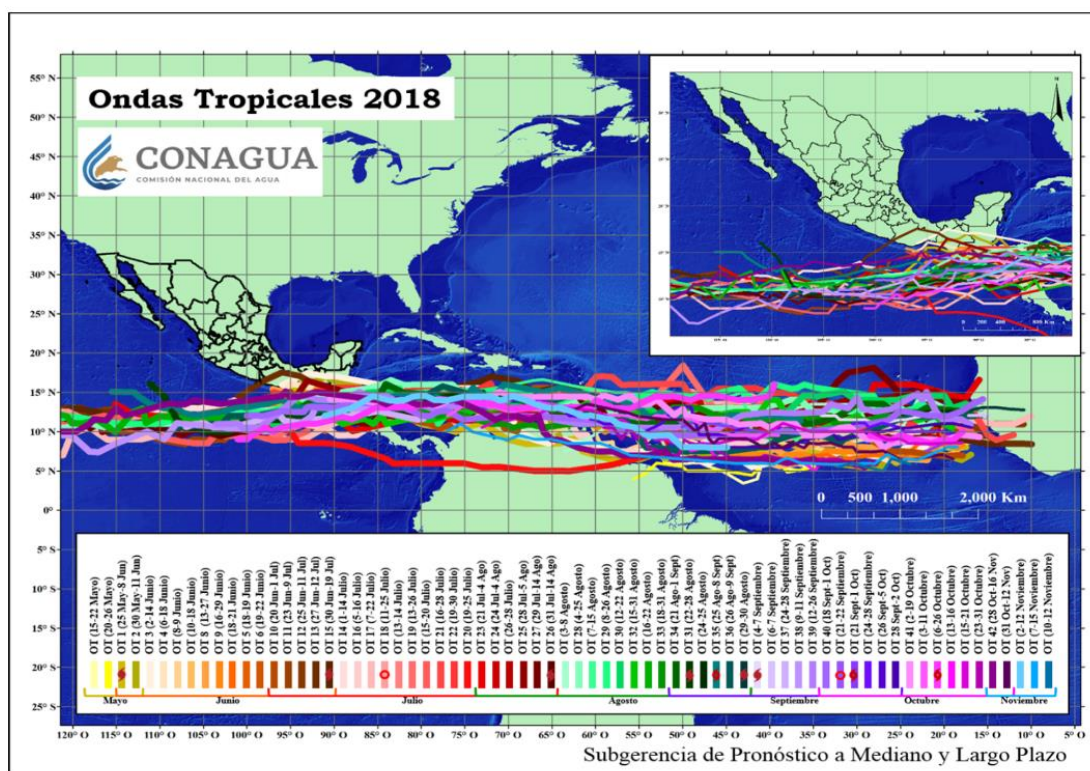 Ondas Tropicales 2018
CONAGUA
COMISIÓN NACIONAL DEL AGUA
55° N
50° N
45° N
40° N
35° N
30° N
25° N
20° N
15° N
10° N
5° N
0°
5° S
10° S
15° S
20° S
25° S
0 500 1,000 2,000 Km
OT (15-22 Mayo)
OT (20-26 Mayo)
OT 1 (25 May-8 Jun)
OT 2 (30 May-11 Jun)
OT 3 (2-14 Junio)
OT 4 (6-18 Junio)
OT (8-9 Junio)
OT (10-18 Junio)
OT 8 (13-27 Junio)
OT 9 (16-29 Junio)
OT (18-21 Junio)
OT 5 (18-19 Junio)
OT 6 (19-22 Junio)
OT 10 (20 Jun-1 Jul)
OT 11 (23 Jun-9 Jul)
OT 12 (25 Jun-11 Jul)
OT 13 (27 Jun-12 Jul)
OT 15 (30 Jun-19 Jul)
OT 14 (1-14 Julio)
OT 16 (5-16 Julio)
OT 17 (7-22 Julio)
OT 18 (11-25 Julio)
OT (13-14 Julio)
OT 19 (13-26 Julio)
OT (15-20 Julio)
OT 21 (16-28 Julio)
OT 22 (19-30 Julio)
OT 20 (19-25 Julio)
OT 23 (21 Jul-4 Ago)
OT 24 (24 Jul-4 Ago)
OT (26-28 Julio)
OT 25 (28 Jul-5 Ago)
OT 27 (29 Jul-14 Ago)
OT 26 (31 Jul-14 Ago)
OT (3-8 Agosto)
OT 28 (4-25 Agosto)
OT (7-15 Agosto)
OT 29 (8-26 Agosto)
OT 30 (12-22 Agosto)
OT 32 (15-31 Agosto)
OT (16-22 Agosto)
OT 33 (18-31 Agosto)
OT 34 (21 Ago-1 Sept)
OT 31 (22-28 Agosto)
OT (24-25 Agosto)
OT 35 (25 Ago-8 Sept)
OT 36 (26 Ago-9 Sept)
OT (29-30 Agosto)
OT (4-7 Septiembre)
OT (6-7 Septiembre)
OT 37 (24-28 Septiembre)
OT 38 (9-11 Septiembre)
OT 39 (12-26 Septiembre)
OT 40 (18 Sept-1 Oct)
OT (21-22 Septiembre)
OT (21 Sept-1 Oct)
OT (24-28 Septiembre)
OT (26 Sept-5 Oct)
OT (28 Sept-2 Oct)
OT 41 (2-19 Octubre)
OT (3-11 Octubre)
OT (6-26 Octubre)
OT (13-16 Octubre)
OT (15-21 Octubre)
OT (23-31 Octubre)
OT 42 (28 Oct-16 Nov)
OT (31 Oct-12 Nov)
OT (2-12 Noviembre)
OT (7-15 Noviembre)
OT (10-12 Noviembre)
Mayo Junio Julio Agosto Septiembre Octubre Noviembre
120° O 115° O 110° O 105° O 100° O 95° O 90° O 85° O 80° O 75° O 70° O 65° O 60° O 55° O 50° O 45° O 40° O 35° O 30° O 25° O 20° O 15° O 10° O 5° O
Subgerencia de Pronóstico a Mediano y Largo Plazo